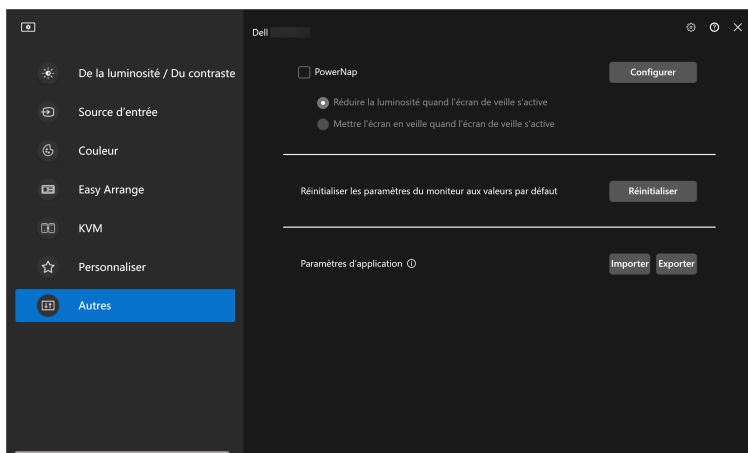 Dell
De la luminosité / Du contraste
Source d'entrée
Couleur
Easy Arrange
KVM
Personnaliser
Autres
PowerNap
Configurer
Réduire la luminosité quand l'écran de veille s'active
Mettre l'écran en veille quand l'écran de veille s'active
Réinitialiser les paramètres du moniteur aux valeurs par défaut
Réinitialiser
Paramètres d'application
Importer
Exporter